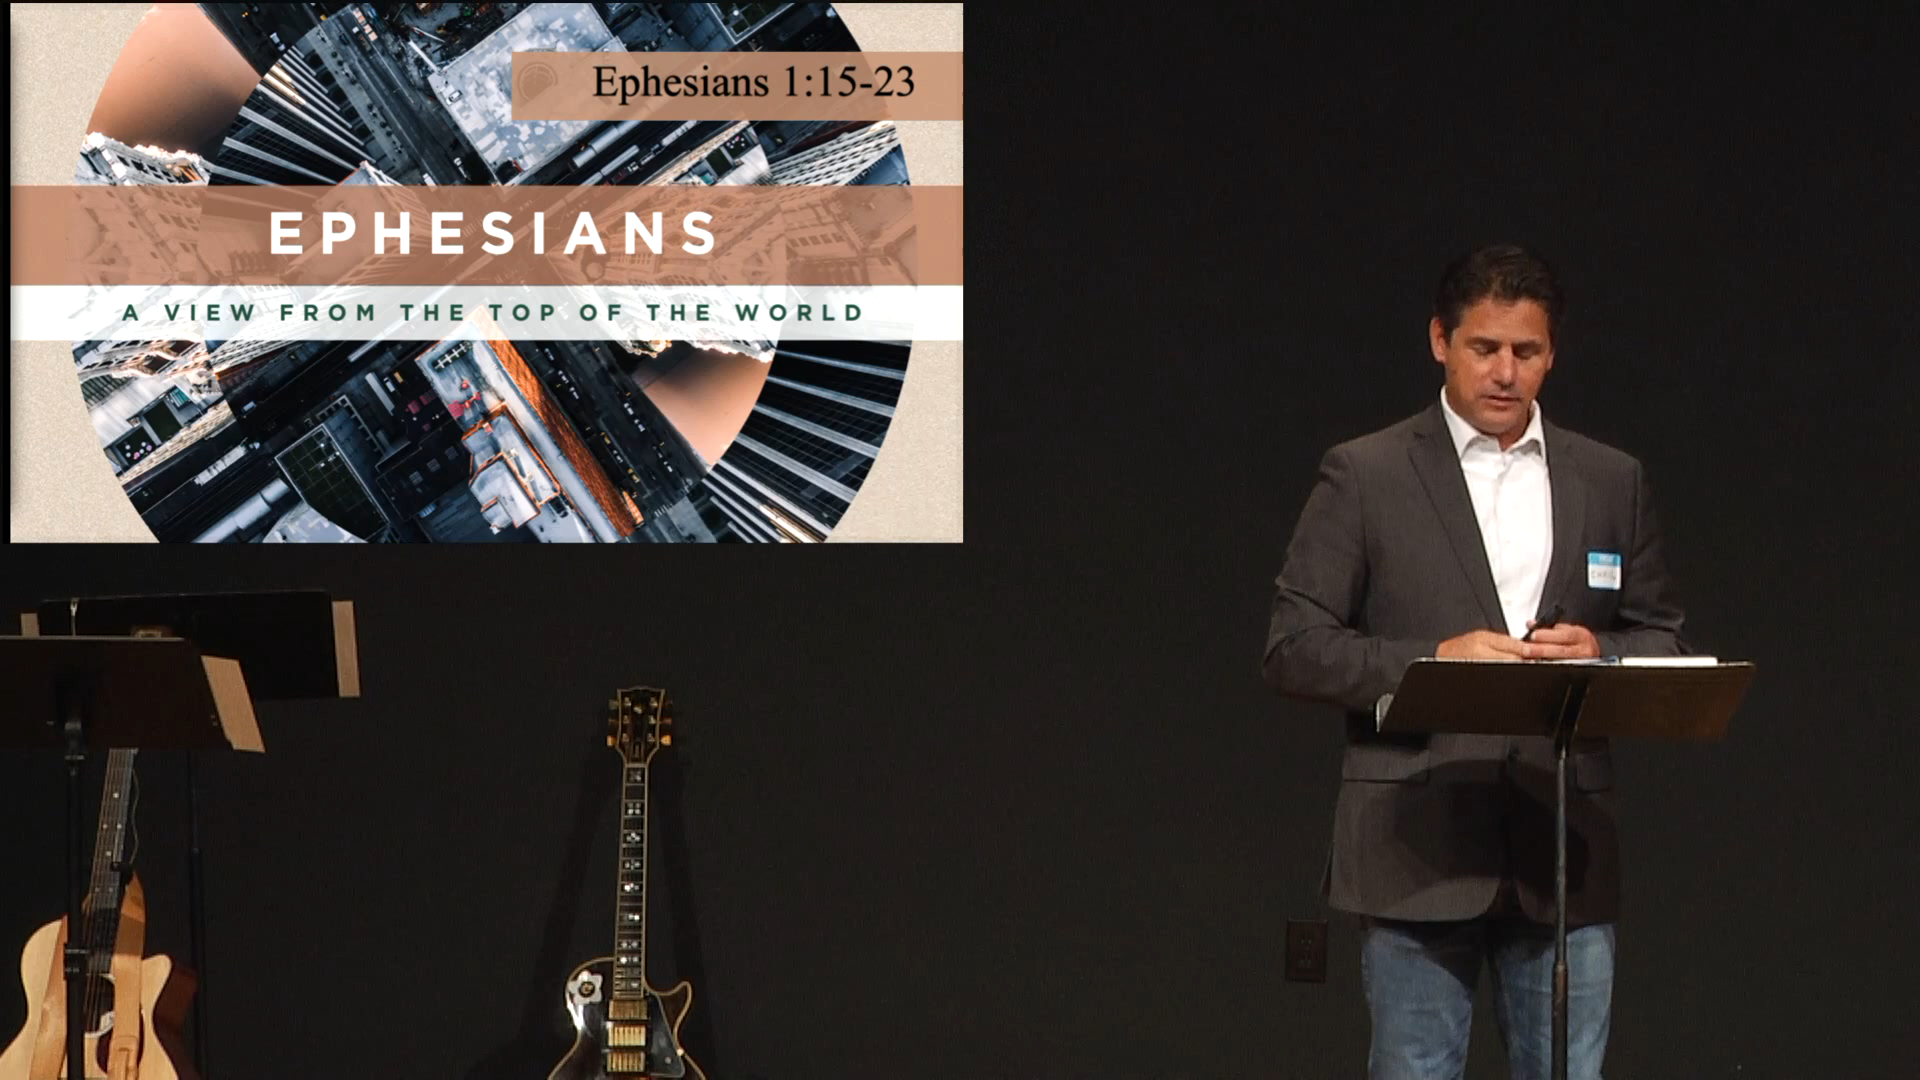 Ephesians 1:15-23
EPHESIANS
A VIEW FROM THE TOP OF THE WORLD